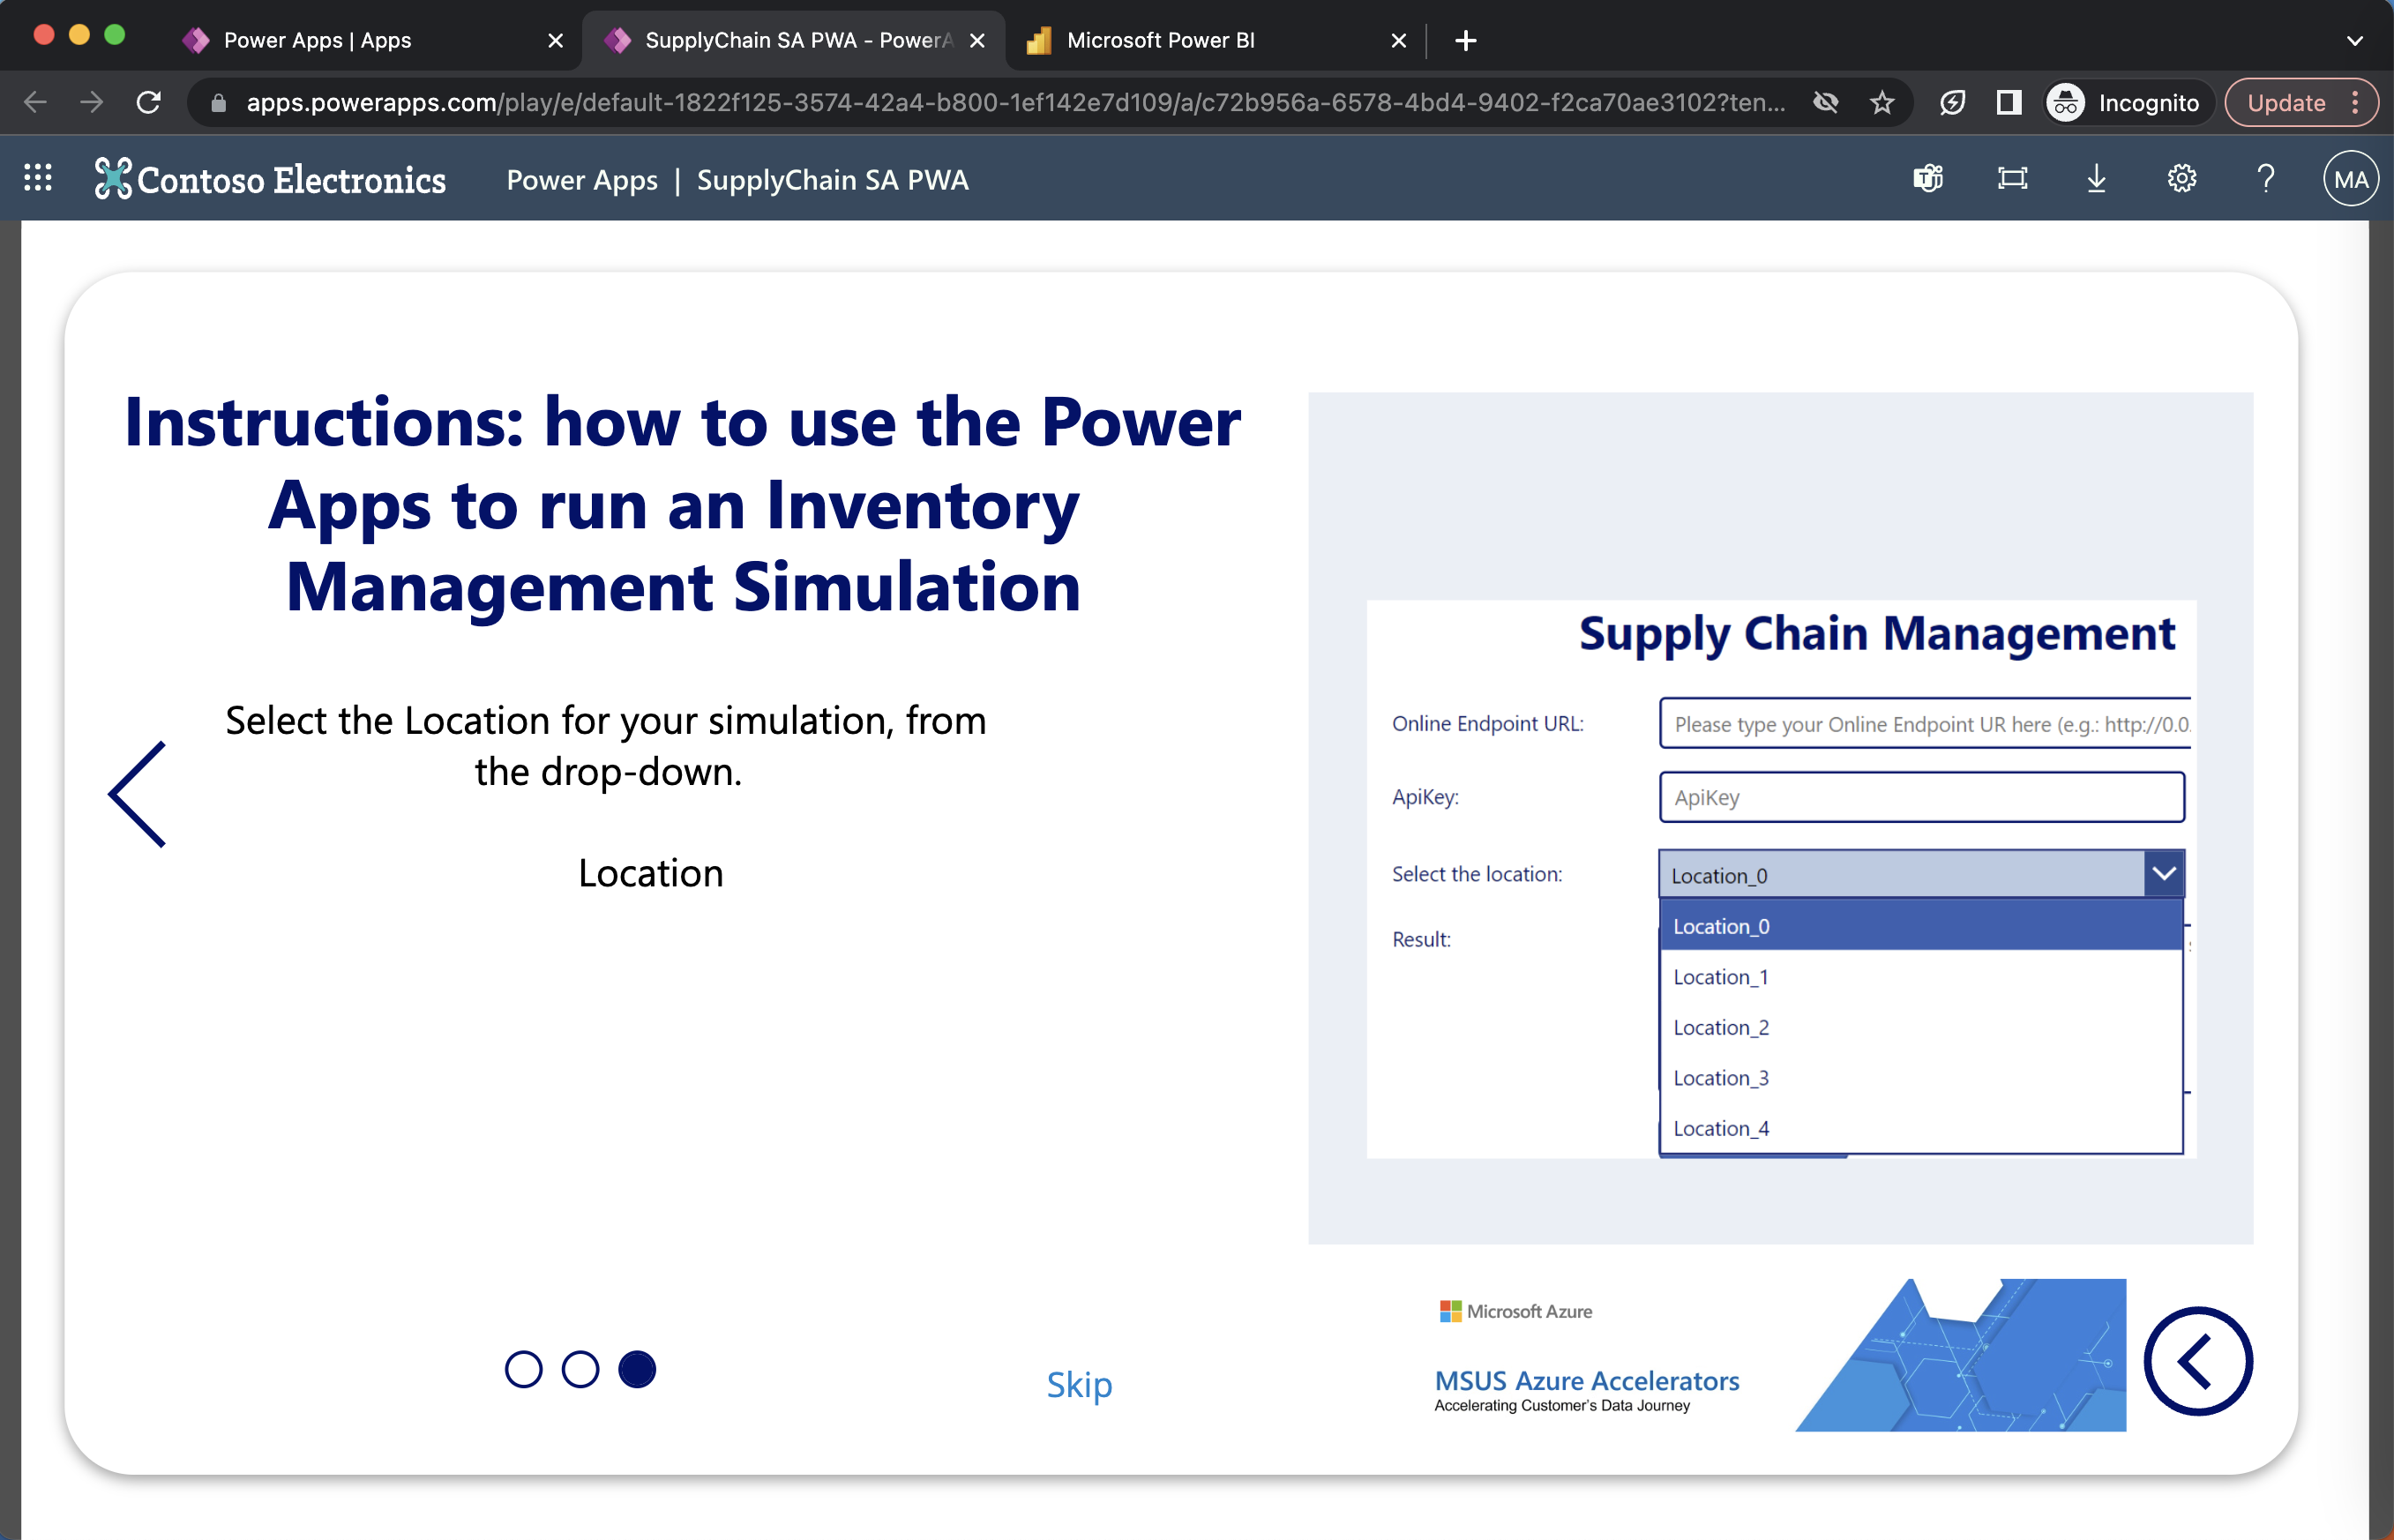 Power Apps | Apps
SupplyChain SA PWA - PowerA
Microsoft Power BI
apps.powerapps.com/play/e/default-1822f125-3574-42a4-b800-1ef142e7d109/a/c72b956a-6578-4bd4-9402-f2ca70ae3102?ten...
Incognito
Update
Contoso Electronics
Power Apps | SupplyChain SA PWA
MA
Instructions: how to use the Power
Apps to run an Inventory
Management Simulation
Select the Location for your simulation, from
the drop-down.
Location
Supply Chain Management
Online Endpoint URL:
Please type your Online Endpoint UR here (e.g.: http://0.0.
ApiKey:
ApiKey
Select the location:
Location_0
Location_0
Result:
Location_1
Location_2
Location_3
Location_4
Skip
Microsoft Azure
MSUS Azure Accelerators
Accelerating Customer's Data Journey